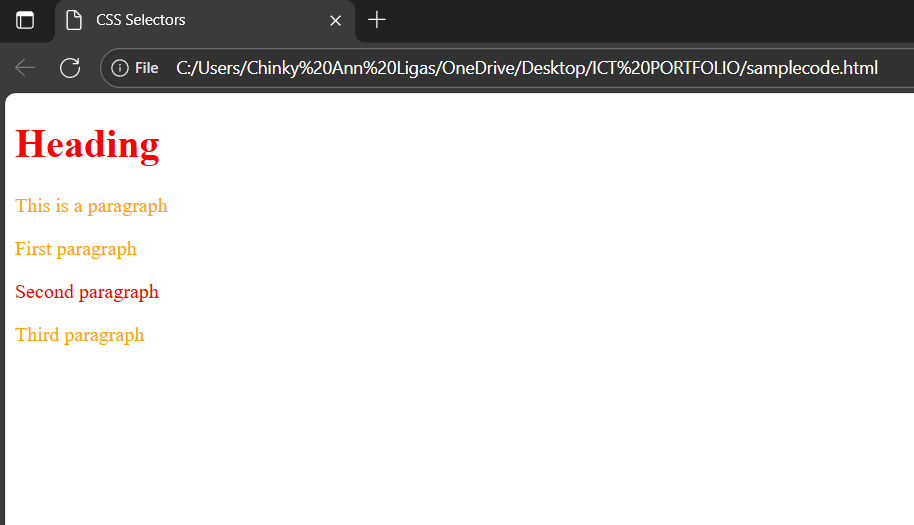 CSS Selectors
File C:/Users/Chinky%20Ann%20Ligas/OneDrive/Desktop/ICT%20PORTFOLIO/samplecode.html
Heading
This is a paragraph
First paragraph
Second paragraph
Third paragraph